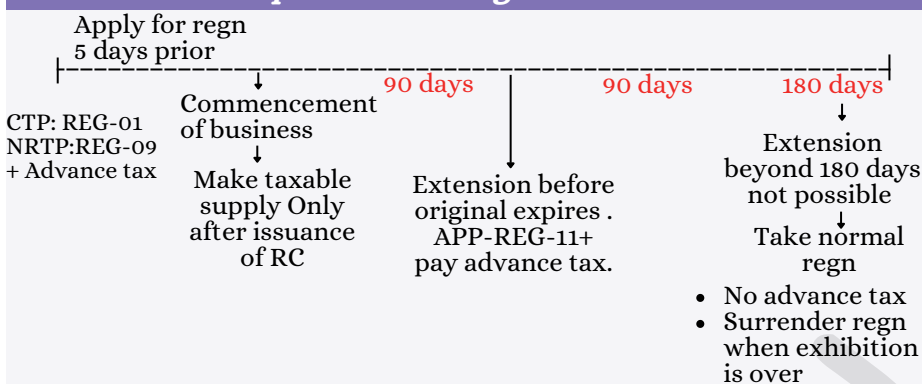 Apply for regn
5 days prior
90 days
90 days
180 days
CTP: REG-01
NRTP:REG-09
+ Advance tax
Commencement
of business
Make taxable
supply Only
after issuance
of RC
Extension before
original expires .
APP-REG-11+
pay advance tax.
Extension
beyond 180 days
not possible
Take normal
regn
• No advance tax
• Surrender regn
when exhibition
is over